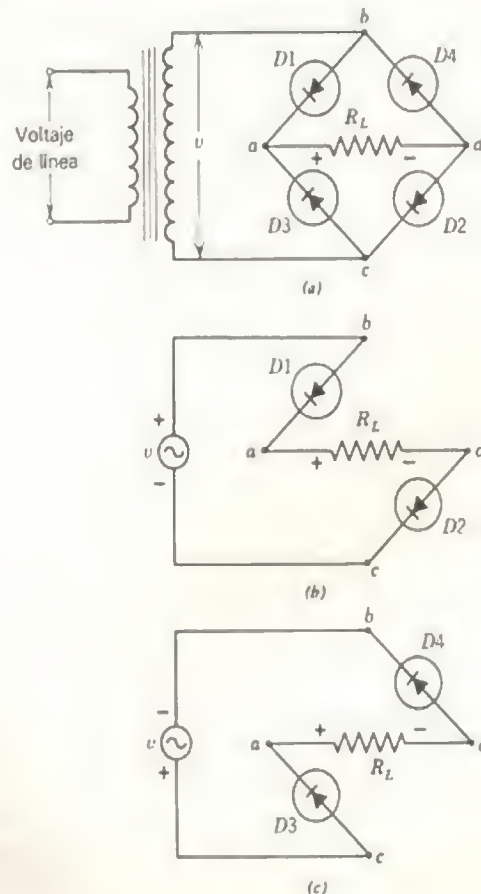 b
D1
D4
Voltaje
de línea
v
a
R_L
+ −
d
D3
D2
c
(a)
b
D1
+
v
−
a
R_L
+ −
d
D2
c
(b)
b
D4
−
v
+
a
+ −
R_L
d
D3
c
(c)